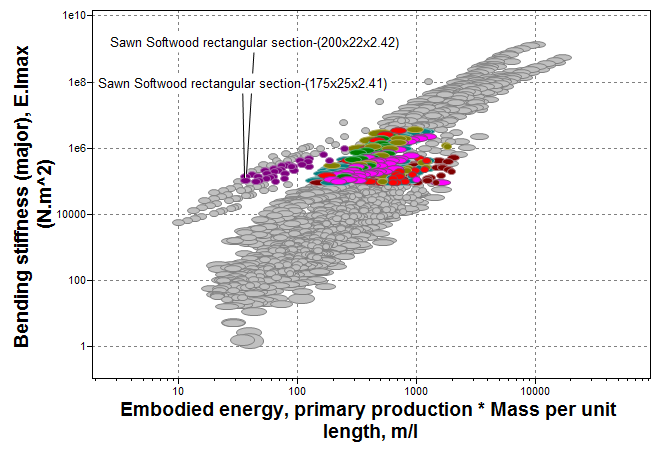 1e10
Sawn Softwood rectangular section-(200x22x2.42)
Sawn Softwood rectangular section-(175x25x2.41)
1e8
1e6
10000
100
1
Bending stiffness (major), E.Imax
(N.m^2)
10
100
1000
10000
Embodied energy, primary production * Mass per unit
length, m/l